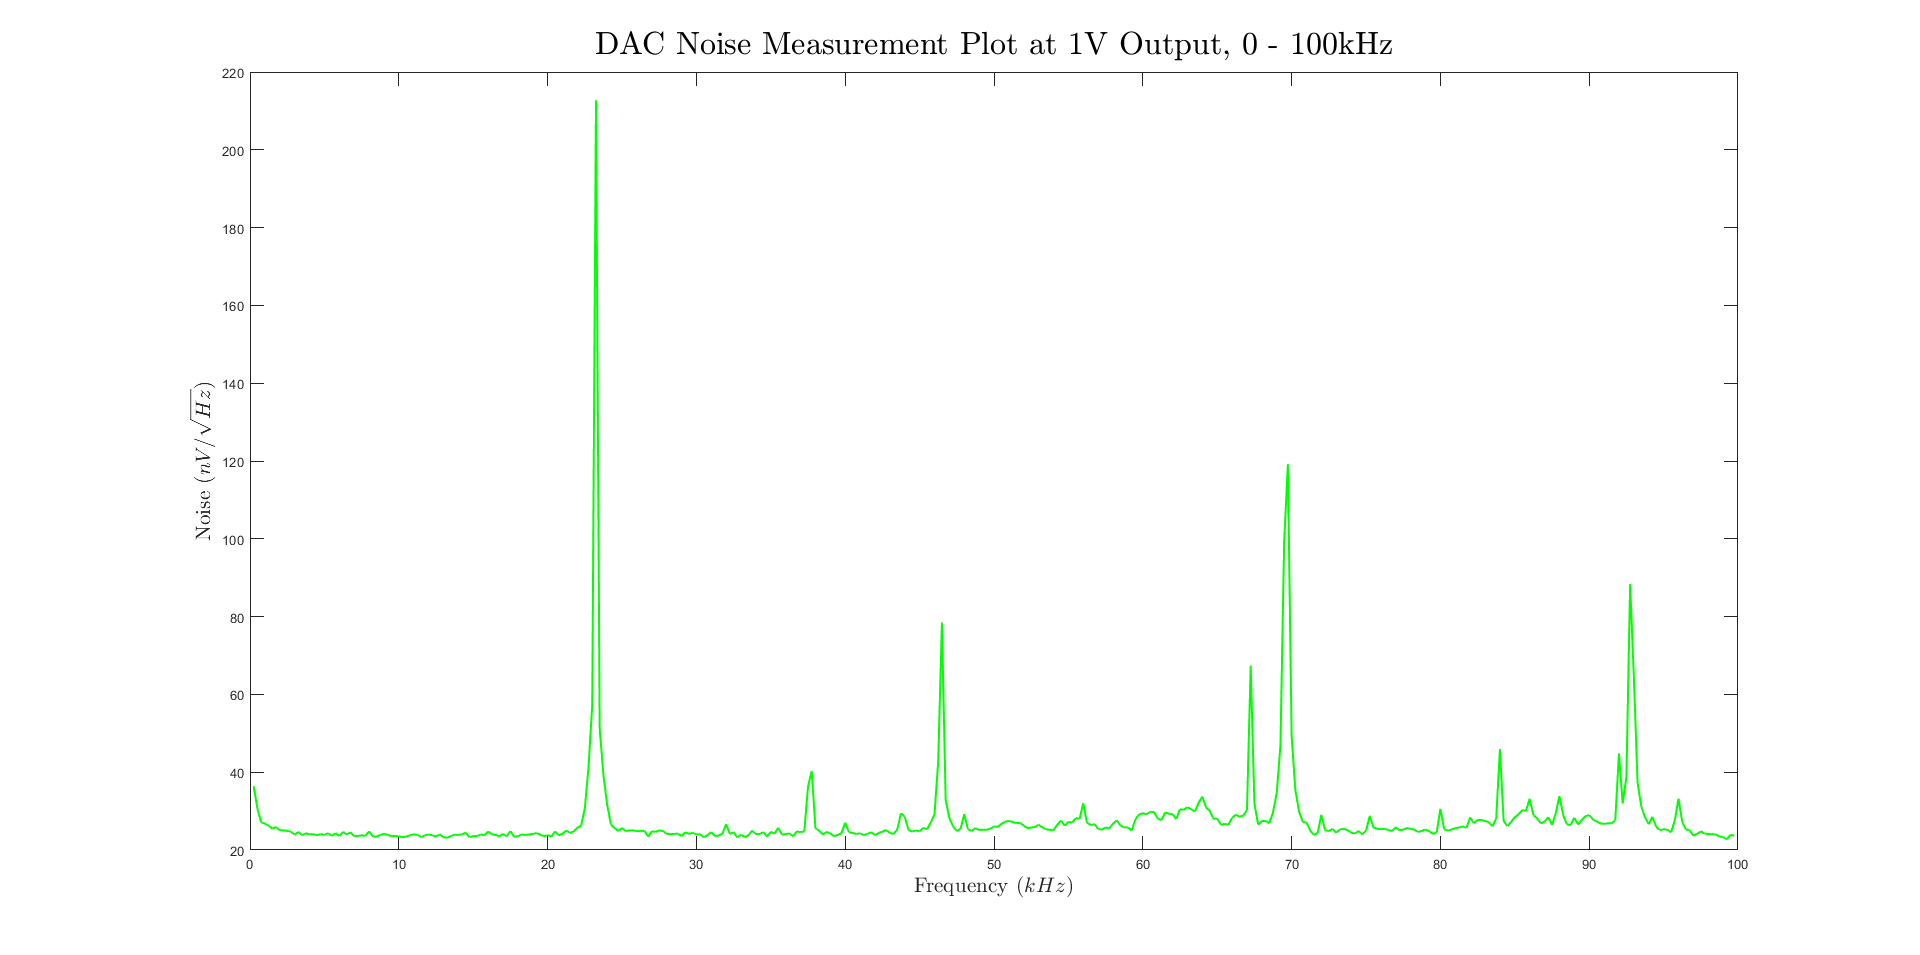 DAC Noise Measurement Plot at 1V Output, 0 - 100kHz
220
200
180
160
140
120
100
80
60
40
20
Noise (nV/√Hz)
0 10 20 30 40 50 60 70 80 90 100
Frequency (kHz)